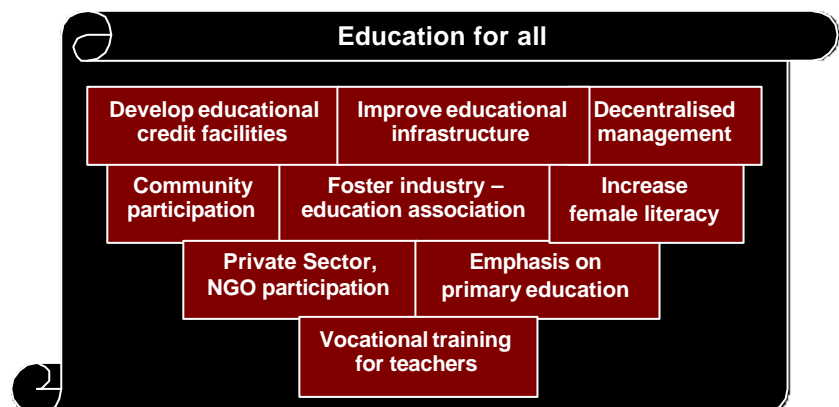 Education for all
Develop educational
credit facilities
Improve educational
infrastructure
Decentralised
management
Community
participation
Foster industry –
education association
Increase
female literacy
Private Sector,
NGO participation
Emphasis on
primary education
Vocational training
for teachers